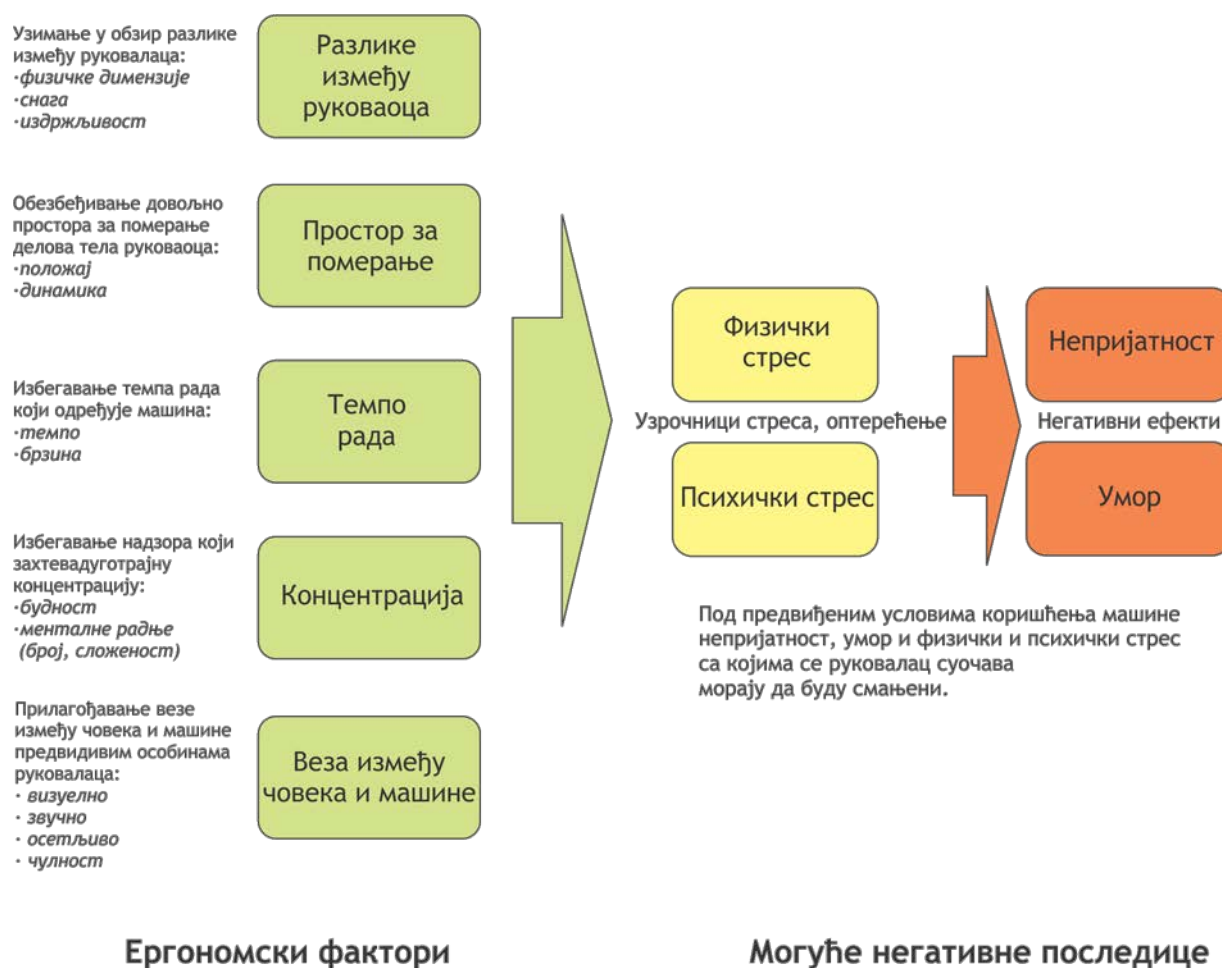 Узимање у обзир разлике
између руковалаца:
·физичке димензије
·снага
·издржљивост
Разлике
између
руковаоца
Обезбеђивање довољно
простора за померање
делова тела руковаоца:
·положај
·динамика
Простор за
померање
Избегавање темпа рада
који одређује машина:
·темпо
·брзина
Темпо
рада
Избегавање надзора који
захтевадуготрајну
концентрацију:
·будност
·менталне радње
(број, сложеност)
Концентрација
Прилагођавање везе
између човека и машине
предвидивим особинама
руковалаца:
· визуелно
· звучно
· осетљиво
· чулност
Веза између
човека и машине
Физички
стрес
Узрочници стреса, оптерећење
Психички стрес
Непријатност
Негативни ефекти
Умор
Под предвиђеним условима коришћења машине
непријатност, умор и физички и психички стрес
са којима се руковалац суочава
морају да буду смањени.
Ергономски фактори
Могуће негативне последице